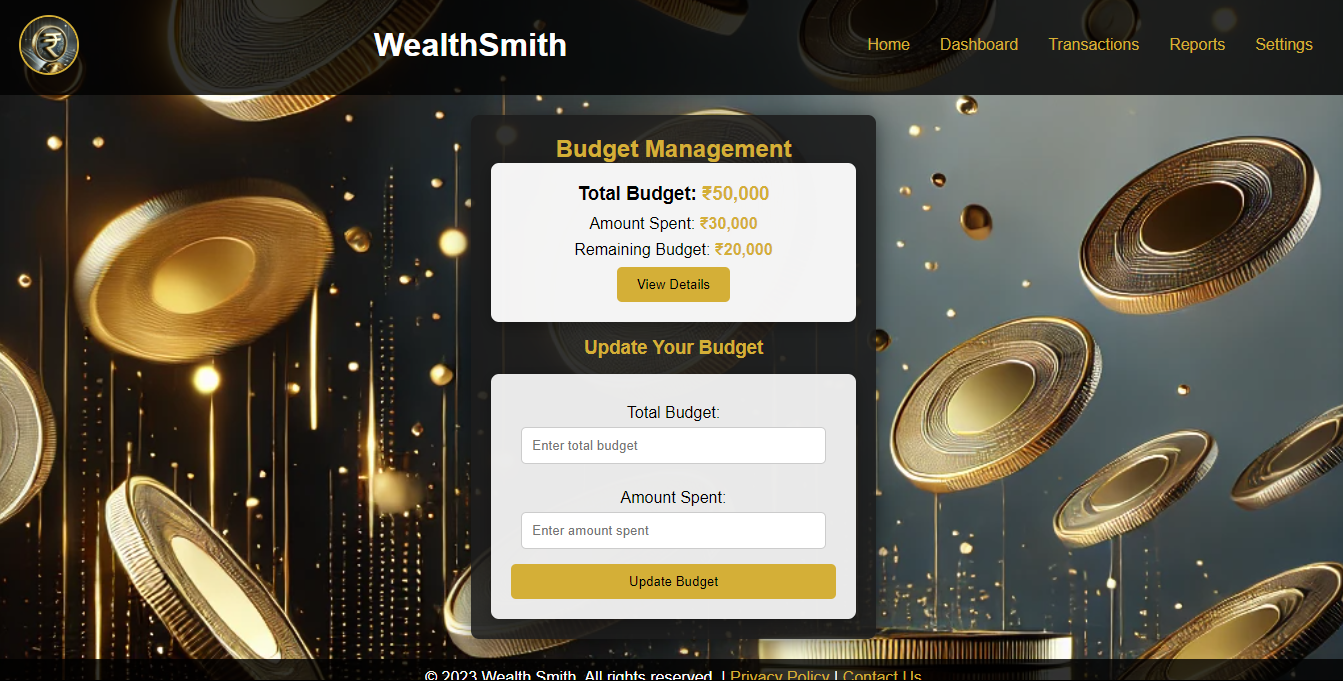 ₹
WealthSmith
Home Dashboard Transactions Reports Settings
Budget Management
Total Budget: ₹50,000
Amount Spent: ₹30,000
Remaining Budget: ₹20,000
View Details
Update Your Budget
Total Budget:
Enter total budget
Amount Spent:
Enter amount spent
Update Budget
© 2023 Wealth Smith. All rights reserved. | Privacy Policy | Contact Us